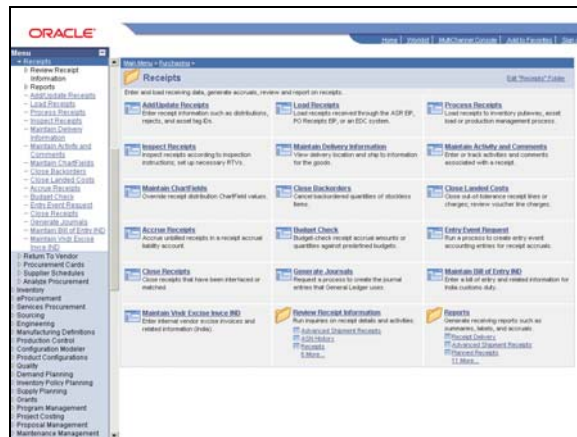 ORACLE
Home | Worklist | MultiChannel Console | Add to Favorites | Sign
Menu
Receipts
Review Receipt
Information
Reports
Add/Update Receipts
Load Receipts
Process Receipts
Inspect Receipts
Maintain Delivery
Information
Maintain Activity and
Comments
Maintain ChartFields
Close Backorders
Close Landed Costs
Accrue Receipts
Budget Check
Entry Event Request
Close Receipts
Generate Journals
Maintain Bill of Entry IND
Maintain Vndr Excise
Invce IND
Return To Vendor
Procurement Cards
Supplier Schedules
Analyze Procurement
Inventory
eProcurement
Services Procurement
Sourcing
Engineering
Manufacturing Definitions
Production Control
Configuration Modeler
Product Configurations
Quality
Demand Planning
Inventory Policy Planning
Supply Planning
Grants
Program Management
Project Costing
Proposal Management
Maintenance Management
Main Menu > Purchasing >
Receipts
Edit "Receipts" Folder
Enter and load receiving data, generate accruals, review and report on receipts.
Add/Update Receipts
Enter receipt information such as distributions,
rejects, and asset tag IDs.
Load Receipts
Load receipts received through the ASR EIP,
PO Receipts EIP, or an EDC system.
Process Receipts
Load receipts to inventory putaway, asset
load or production management process.
Inspect Receipts
Inspect receipts according to inspection
instructions; set up necessary RTVs.
Maintain Delivery Information
View delivery location and ship to information
for the goods.
Maintain Activity and Comments
Enter or track activities and comments
associated with a receipt.
Maintain ChartFields
Override receipt distribution ChartField values.
Close Backorders
Cancel backordered quantities of stockless
items.
Close Landed Costs
Close out-of-tolerance receipt lines or
charges; review voucher line charges.
Accrue Receipts
Accrue unbilled receipts in a receipt accrual
liability account.
Budget Check
Budget-check receipt accrual amounts or
quantities against predefined budgets.
Entry Event Request
Run a process to create entry event
accounting entries for receipt accruals.
Close Receipts
Close receipts that have been interfaced or
matched.
Generate Journals
Request a process to create the journal
entries that General Ledger uses.
Maintain Bill of Entry IND
Enter a bill of entry and related information for
India customs duty.
Maintain Vndr Excise Invce IND
Enter internal vendor excise invoices and
related information (India).
Review Receipt Information
Run inquiries on receipt details and activities.
Advanced Shipment Receipts
ASN History
Receipts
6 More...
Reports
Generate receiving reports such as
summaries, labels, and accruals.
Receipt Delivery
Advanced Shipment Receipts
Planned Receipts
11 More...